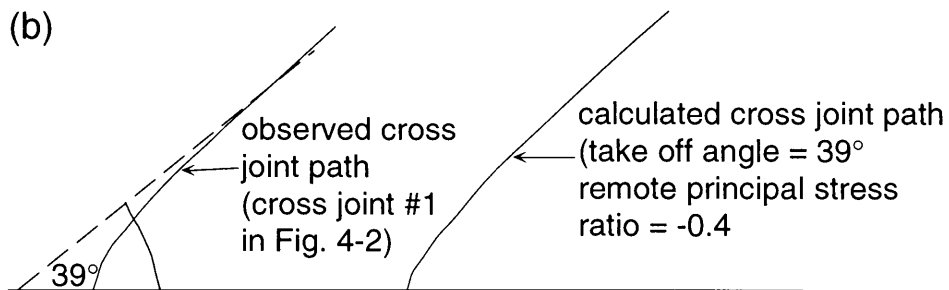 (b)
observed cross
joint path
(cross joint #1
in Fig. 4-2)
39°
calculated cross joint path
(take off angle = 39°
remote principal stress
ratio = -0.4